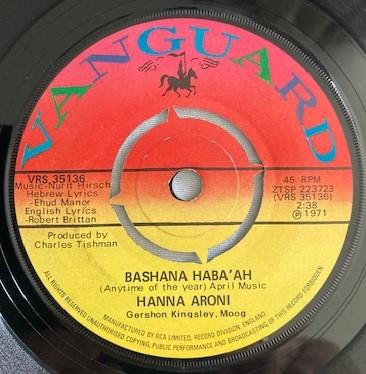 VANGUARD
VRS 35136
Music-Nurit Hirsch
Hebrew Lyrics
-Ehud Manor
English Lyrics
-Robert Brittan
Produced by
Charles Tishman
45 RPM
ZTSP 223723
(VRS 35136)
2:38
Ⓟ 1971
BASHANA HABA'AH
(Anytime of the year) April Music
HANNA ARONI
Gershon Kingsley, Moog
MANUFACTURED BY RCA LIMITED, RECORD DIVISION, ENGLAND.
ALL RIGHTS RESERVED UNAUTHORISED COPYING, PUBLIC PERFORMANCE AND BROADCASTING OF THIS RECORD FORBIDDEN